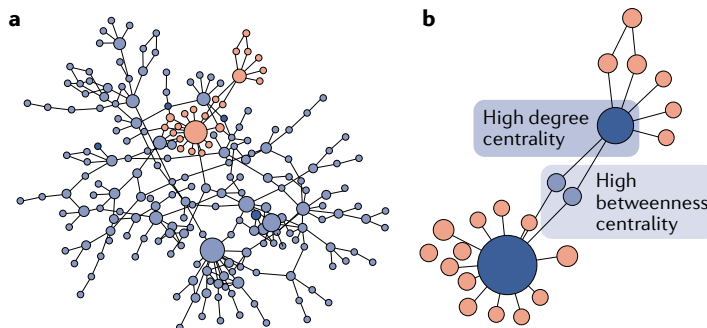 a
b
High degree
centrality
High
betweenness
centrality